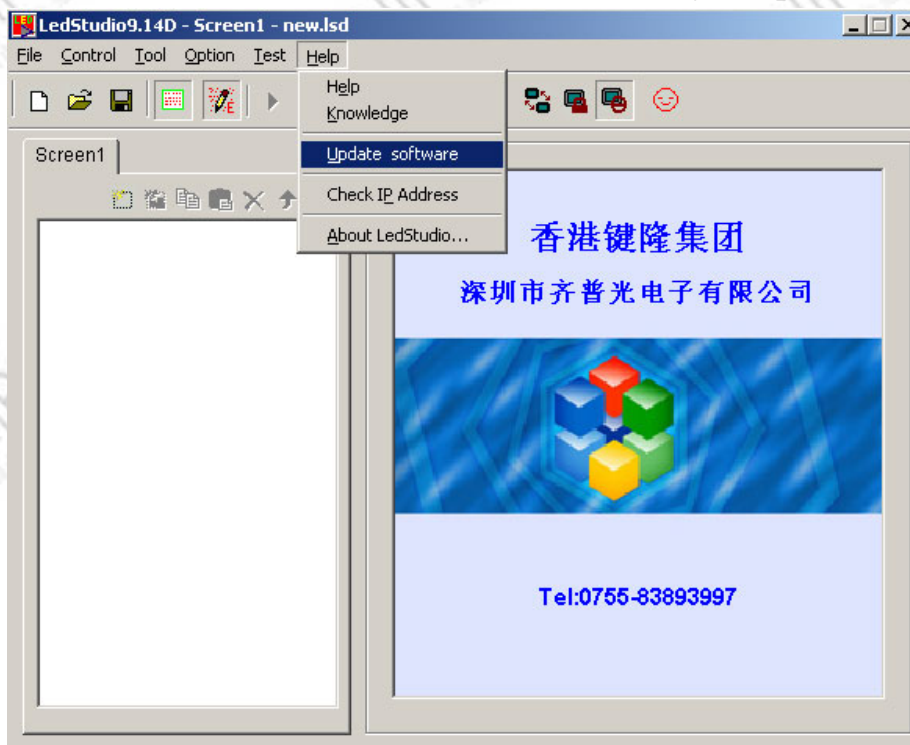 LedStudio9.14D - Screen1 - new.lsd
File Control Tool Option Test Help
Help
Knowledge
Update software
Check IP Address
About LedStudio...
Screen1
香港键隆集团
深圳市齐普光电子有限公司
Tel:0755-83893997